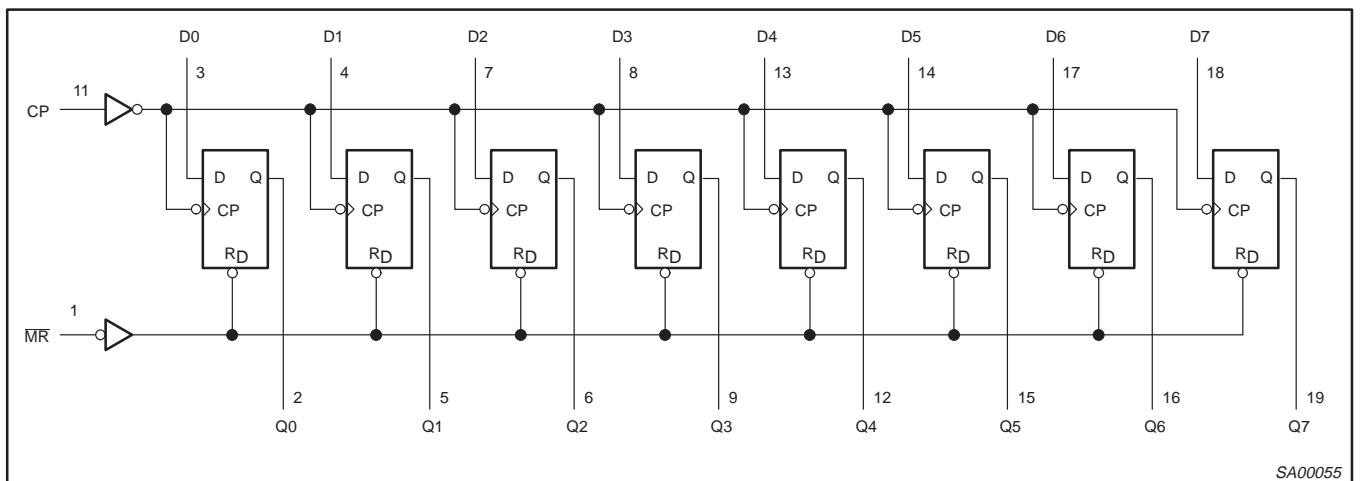 D0 D1 D2 D3 D4 D5 D6 D7
3 4 7 8 13 14 17 18
11
CP
D Q D Q D Q D Q D Q D Q D Q D Q
CP CP CP CP CP CP CP CP
RD RD RD RD RD RD RD RD
1
MR
2 5 6 9 12 15 16 19
Q0 Q1 Q2 Q3 Q4 Q5 Q6 Q7
SA00055